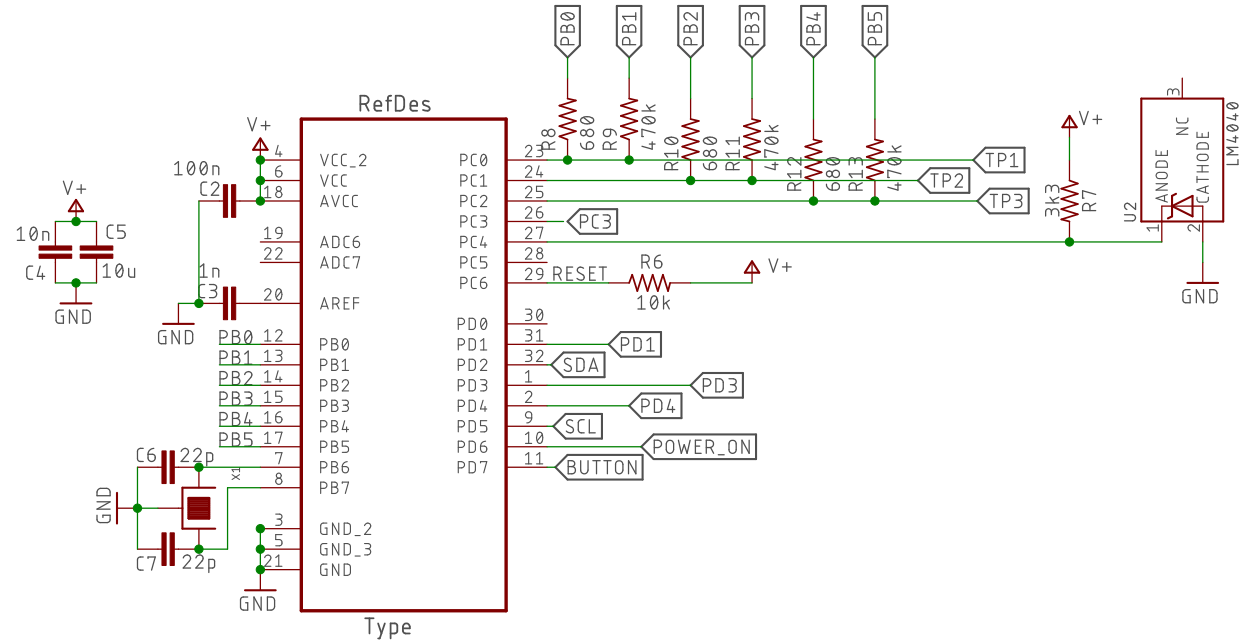 PB0
PB1
PB2
PB3
PB4
PB5
R8
680
R9
470k
R10
680
R11
470k
R12
680
R13
470k
RefDes
V+
100n
C2
4
VCC_2
6
VCC
18
AVCC
19
ADC6
22
ADC7
1n
C3
20
AREF
GND
V+
10n
C4
C5
10u
GND
PB0
12
PB0
PB1
13
PB1
PB2
14
PB2
PB3
15
PB3
PB4
16
PB4
PB5
17
PB5
C6
22p
7
PB6
X1
8
PB7
GND
C7
22p
3
GND_2
5
GND_3
21
GND
GND
Type
PC0
23
TP1
PC1
24
TP2
PC2
25
TP3
PC3
26
PC3
PC4
27
PC5
28
PC6
29
RESET
R6
10k
V+
PD0
30
PD1
31
PD1
PD2
32
SDA
PD3
1
PD3
PD4
2
PD4
PD5
9
SCL
PD6
10
POWER_ON
PD7
11
BUTTON
V+
3k3
R7
U2
3
NC
ANODE
CATHODE
LM4040
1
2
GND